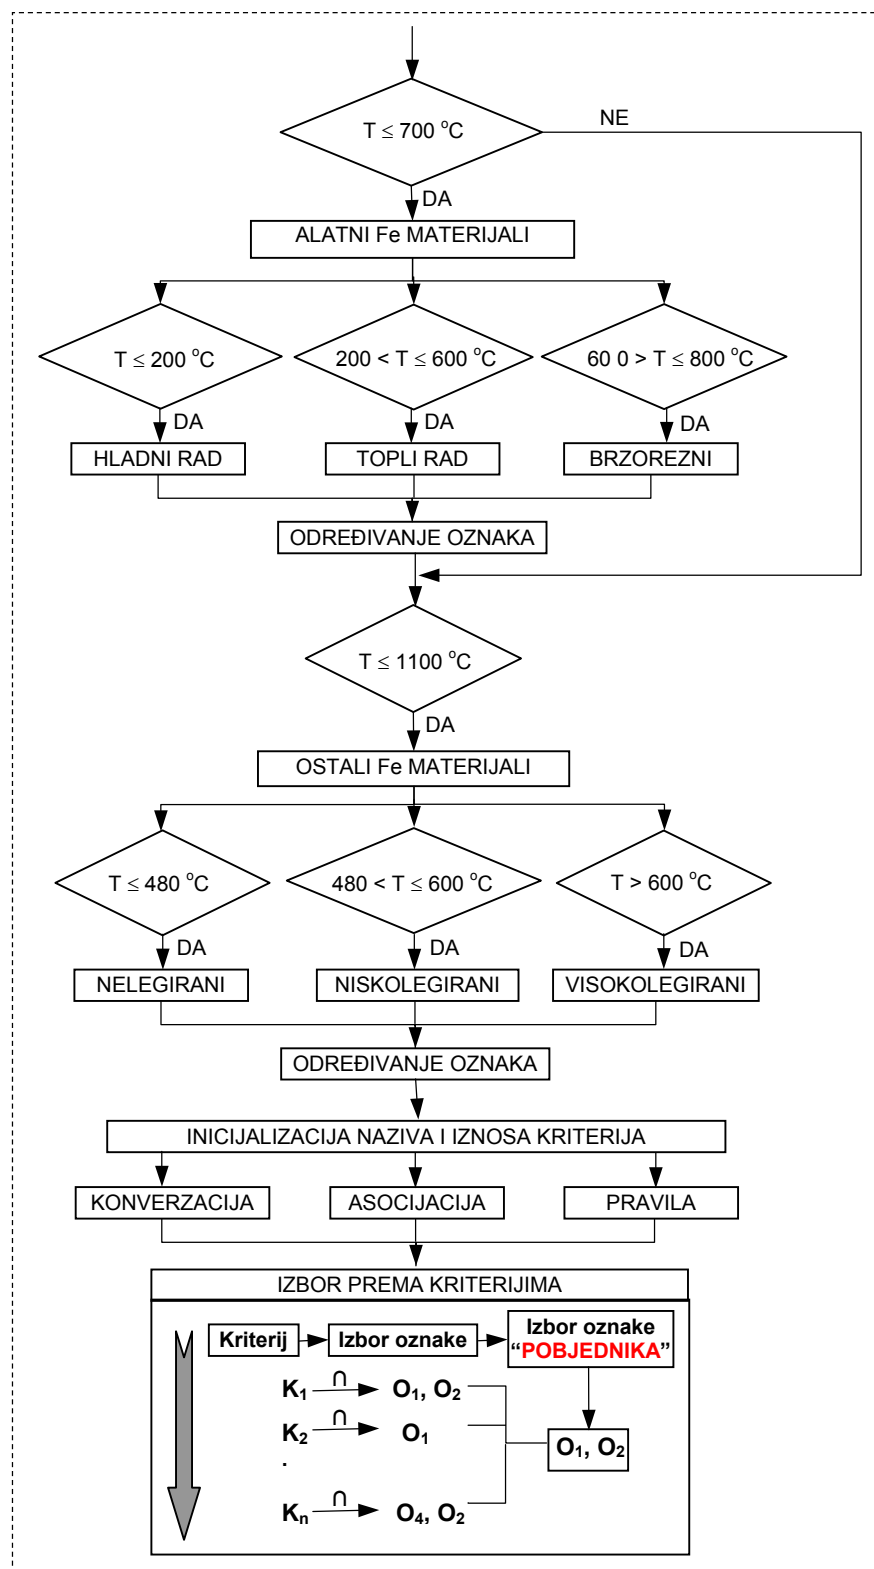 T ≤ 700 °C
NE
DA
ALATNI Fe MATERIJALI
T ≤ 200 °C
200 < T ≤ 600 °C
60 0 > T ≤ 800 °C
DA
DA
DA
HLADNI RAD
TOPLI RAD
BRZOREZNI
ODREĐIVANJE OZNAKA
T ≤ 1100 °C
DA
OSTALI Fe MATERIJALI
T ≤ 480 °C
480 < T ≤ 600 °C
T > 600 °C
DA
DA
DA
NELEGIRANI
NISKOLEGIRANI
VISOKOLEGIRANI
ODREĐIVANJE OZNAKA
INICIJALIZACIJA NAZIVA I IZNOSA KRITERIJA
KONVERZACIJA
ASOCIJACIJA
PRAVILA
IZBOR PREMA KRITERIJIMA
Kriterij
Izbor oznake
Izbor oznake
“POBJEDNIKA”
K₁ ∩ O₁, O₂
K₂ ∩ O₁
O₁, O₂
.
Kₙ ∩ O₄, O₂